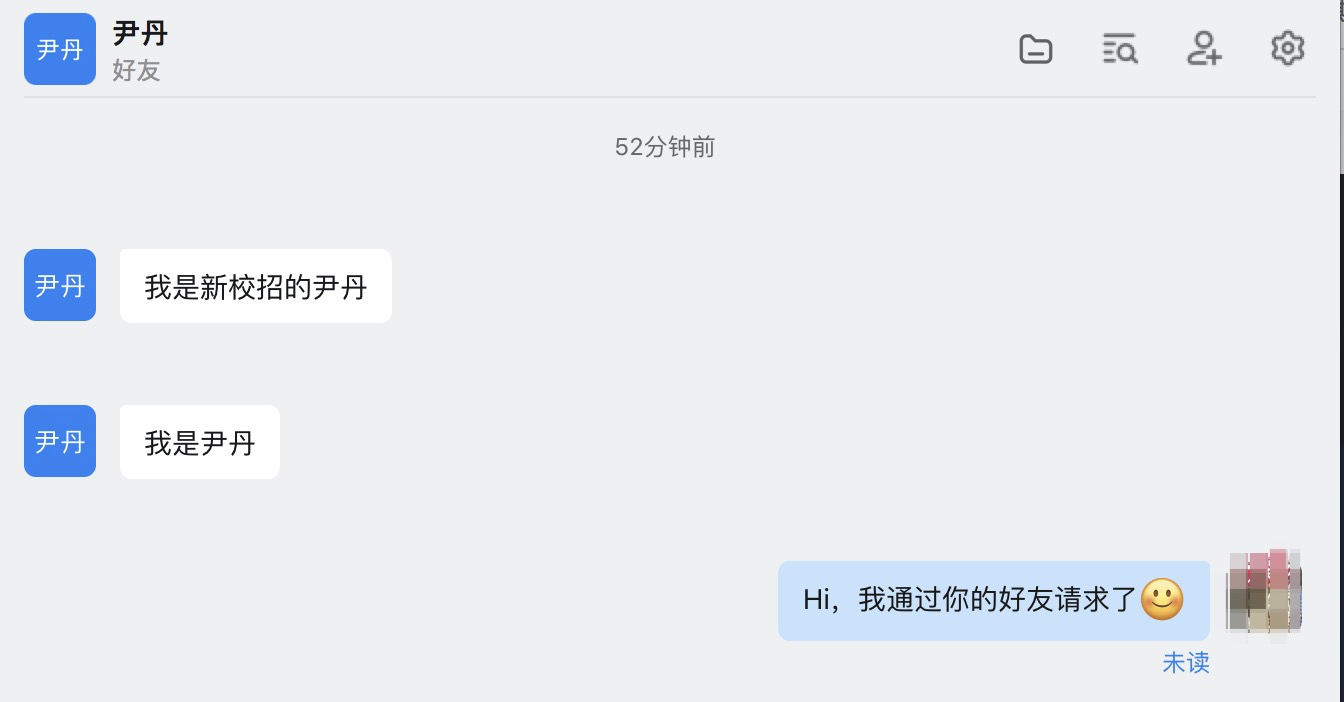 尹丹
尹丹
好友
52分钟前
尹丹
我是新校招的尹丹
尹丹
我是尹丹
Hi，我通过你的好友请求了
未读